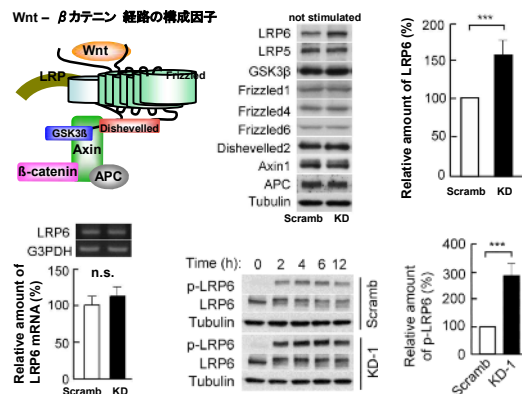 Wnt – βカテニン 経路の構成因子
Wnt
LRP
Frizzled
GSK3ß
Dishevelled
Axin
ß-catenin
APC
not stimulated
LRP6
LRP5
GSK3β
Frizzled1
Frizzled4
Frizzled6
Dishevelled2
Axin1
APC
Tubulin
Scramb KD
Relative amount of LRP6 (%)
200
150
100
50
0
***
Scramb KD
LRP6
G3PDH
Relative amount of
LRP6 mRNA (%)
150
100
50
0
n.s.
Scramb KD
Time (h): 0 2 4 6 12
p-LRP6
LRP6
Tubulin
Scramb
p-LRP6
LRP6
Tubulin
KD-1
Relative amount
of p-LRP6 (%)
400
300
200
100
0
***
Scramb
KD-1